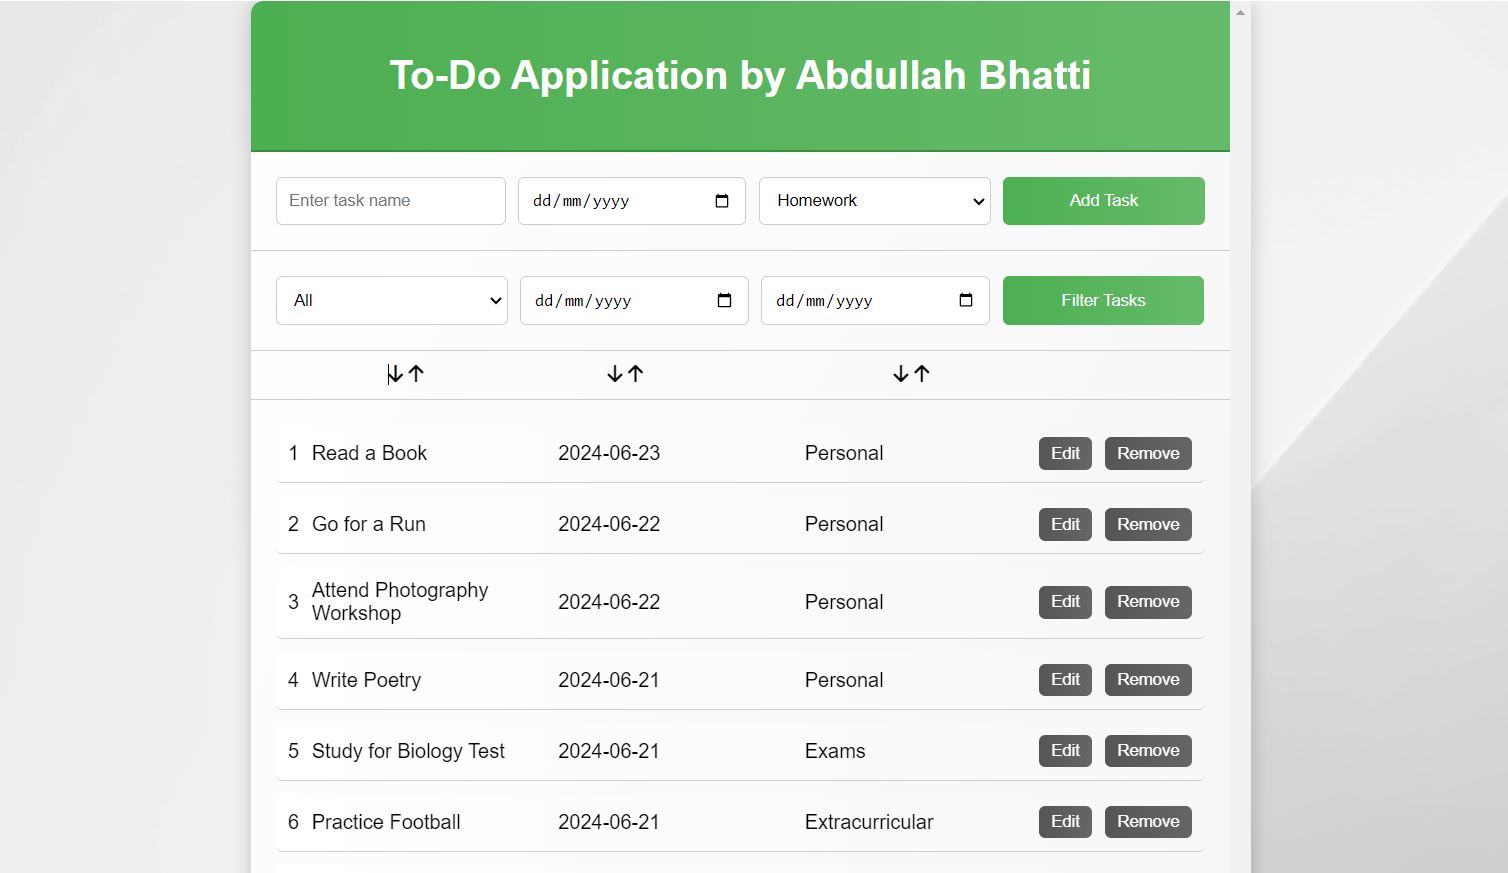 To-Do Application by Abdullah Bhatti
Enter task name dd/mm/yyyy Homework Add Task
All dd/mm/yyyy dd/mm/yyyy Filter Tasks
↓↑ ↓↑ ↓↑
1 Read a Book 2024-06-23 Personal Edit Remove
2 Go for a Run 2024-06-22 Personal Edit Remove
3 Attend Photography
Workshop 2024-06-22 Personal Edit Remove
4 Write Poetry 2024-06-21 Personal Edit Remove
5 Study for Biology Test 2024-06-21 Exams Edit Remove
6 Practice Football 2024-06-21 Extracurricular Edit Remove